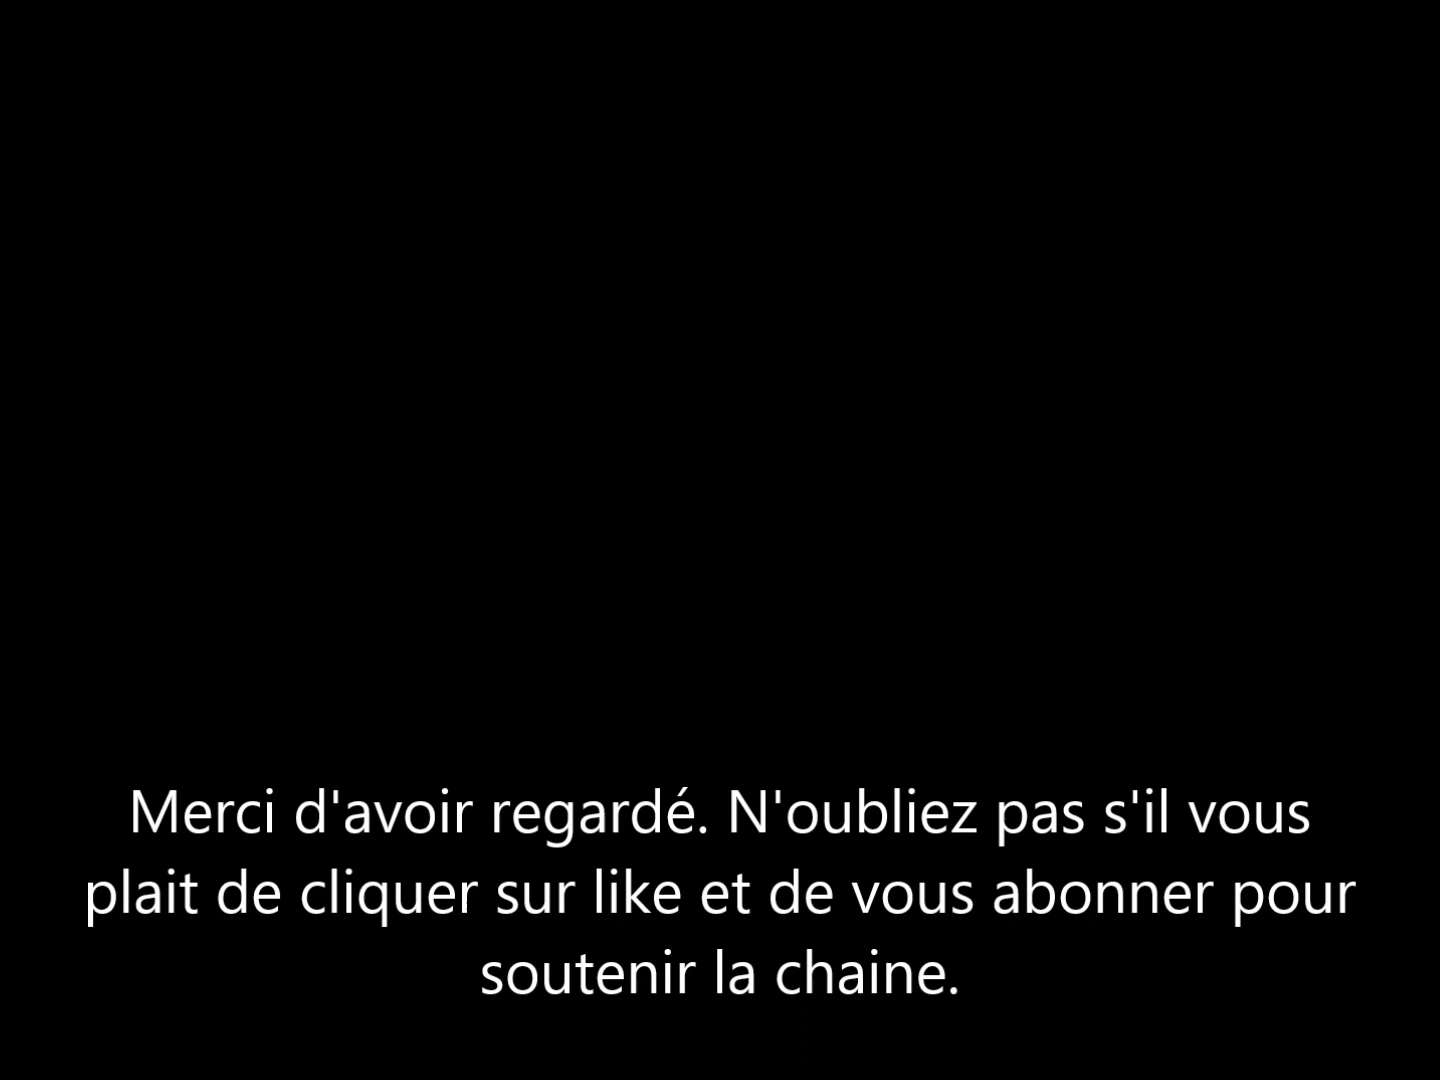 Merci d'avoir regardé. N'oubliez pas s'il vous
plait de cliquer sur like et de vous abonner pour
soutenir la chaine.